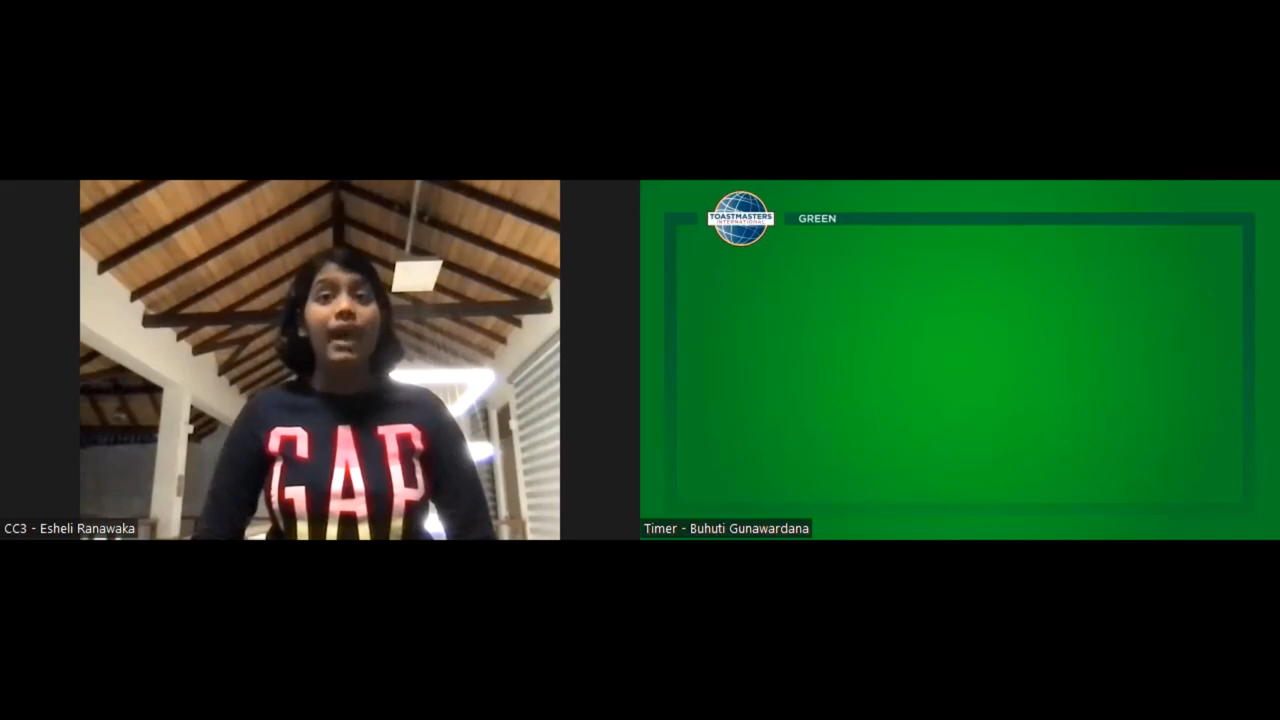 TOASTMASTERS
INTERNATIONAL
GREEN
GAP
CC3 - Esheli Ranawaka
Timer - Buhuti Gunawardana